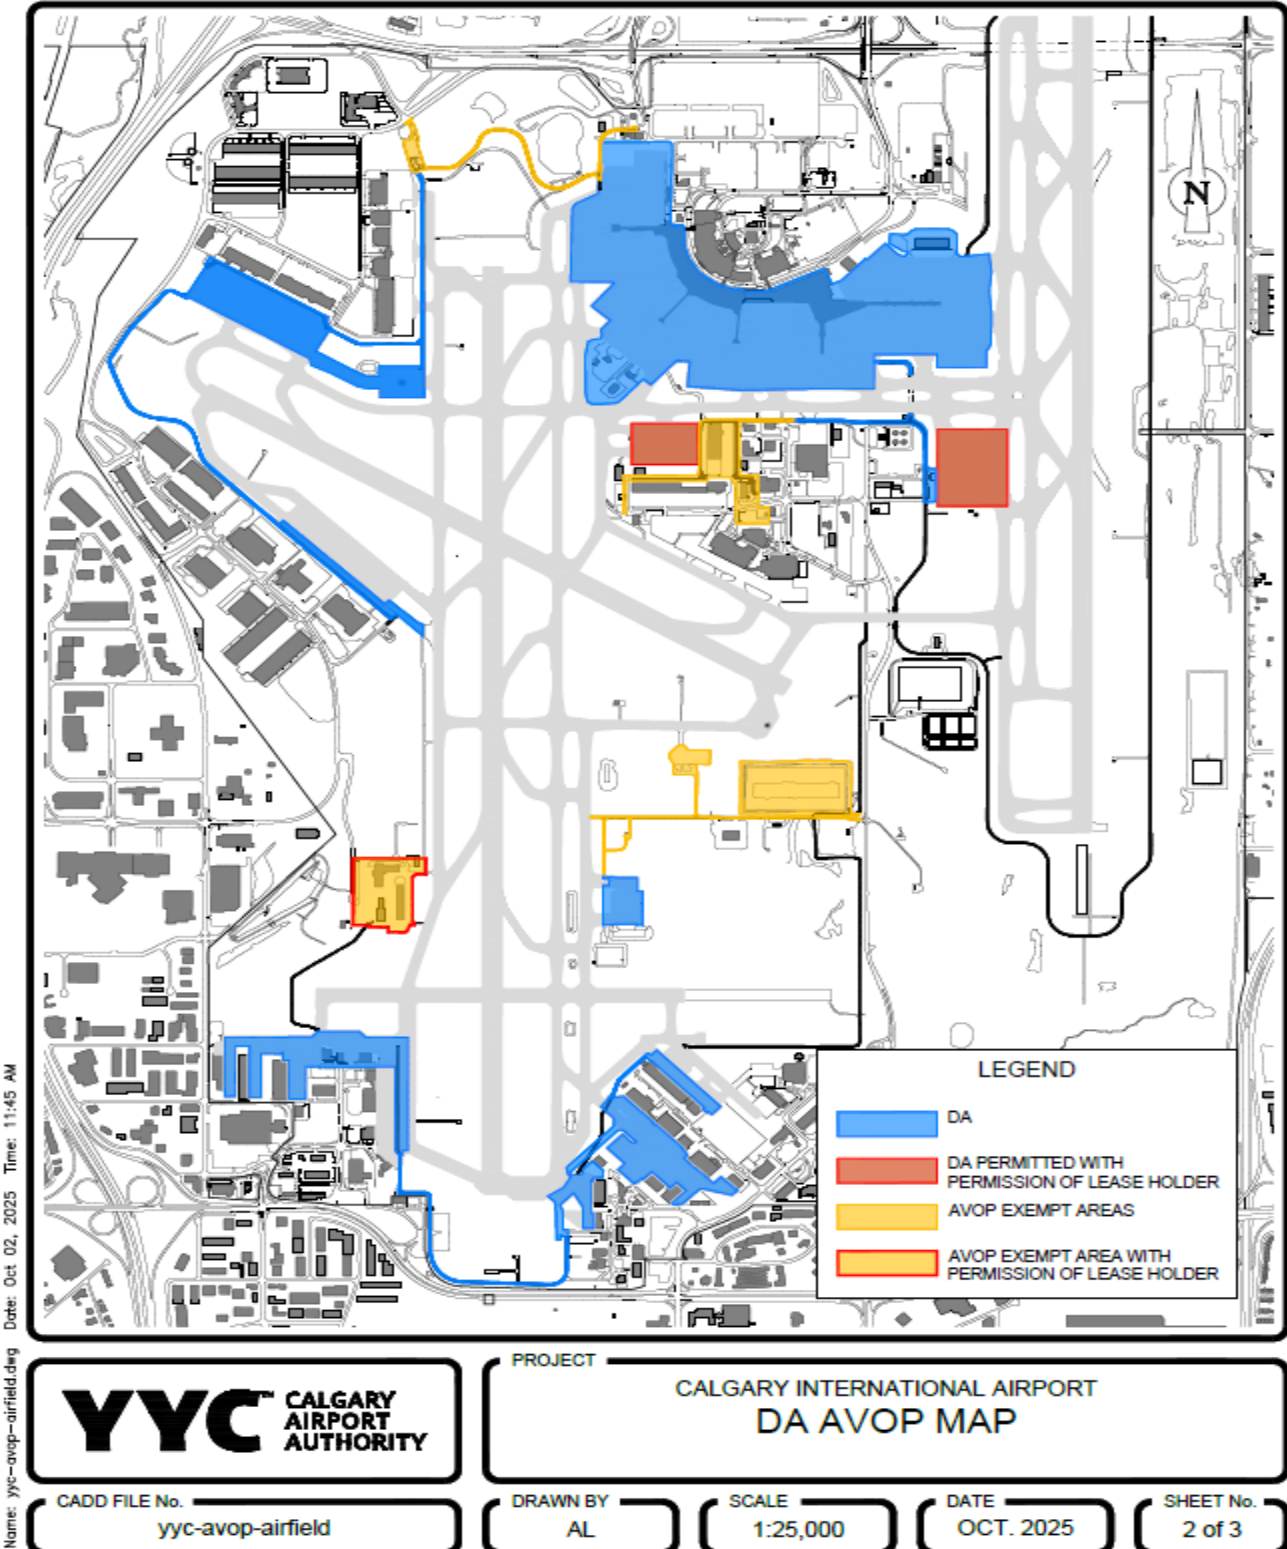 N
LEGEND
DA
DA PERMITTED WITH
PERMISSION OF LEASE HOLDER
AVOP EXEMPT AREAS
AVOP EXEMPT AREA WITH
PERMISSION OF LEASE HOLDER
Name: yyc-avop-airfield.dwg Date: Oct 02, 2025 Time: 11:45 AM
YYC™ CALGARY
AIRPORT
AUTHORITY
PROJECT
CALGARY INTERNATIONAL AIRPORT
DA AVOP MAP
CADD FILE No.
yyc-avop-airfield
DRAWN BY
AL
SCALE
1:25,000
DATE
OCT. 2025
SHEET No.
2 of 3